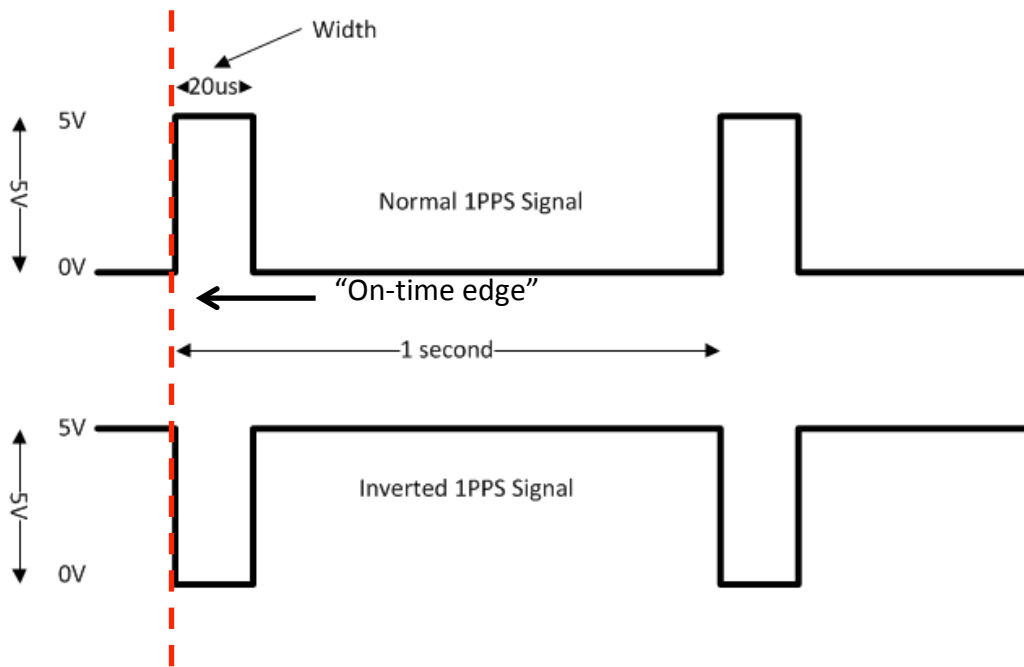 Width
20us
5V
5V
Normal 1PPS Signal
0V
“On-time edge”
1 second
5V
5V
Inverted 1PPS Signal
0V